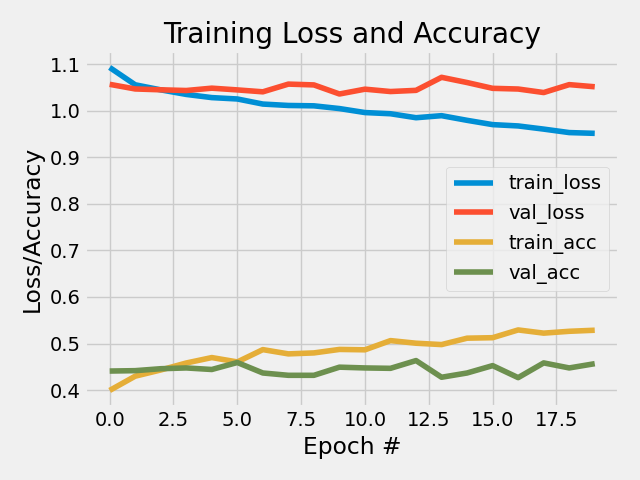 Training Loss and Accuracy
1.1
1.0
0.9
0.8
0.7
0.6
0.5
0.4
Loss/Accuracy
train_loss
val_loss
train_acc
val_acc
0.0 2.5 5.0 7.5 10.0 12.5 15.0 17.5
Epoch #